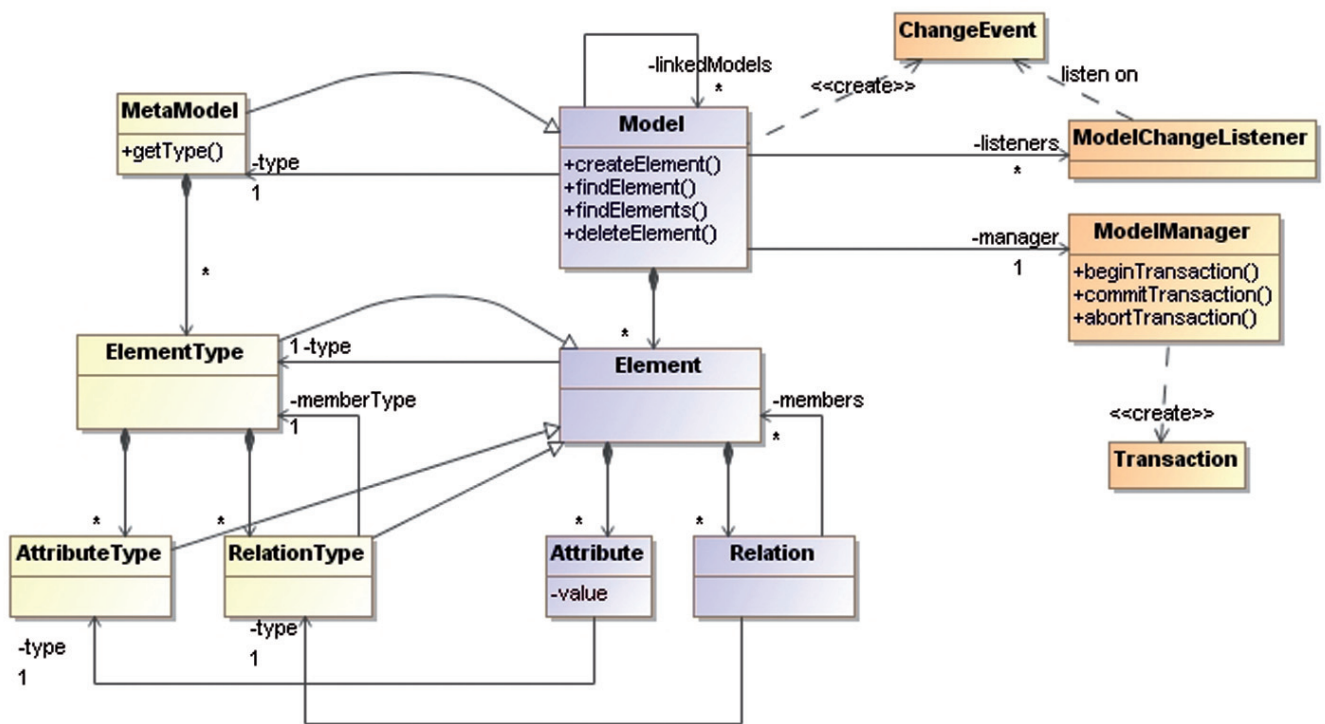 ChangeEvent
-linkedModels
*
<<create>>
listen on
MetaModel
+getType()
Model
+createElement()
+findElement()
+findElements()
+deleteElement()
-type
1
-listeners
*
ModelChangeListener
-manager
1
ModelManager
+beginTransaction()
+commitTransaction()
+abortTransaction()
*
*
ElementType
1 -type
Element
-memberType
1
-members
*
<<create>>
Transaction
*
*
*
*
AttributeType
RelationType
Attribute
-value
Relation
-type
1
-type
1